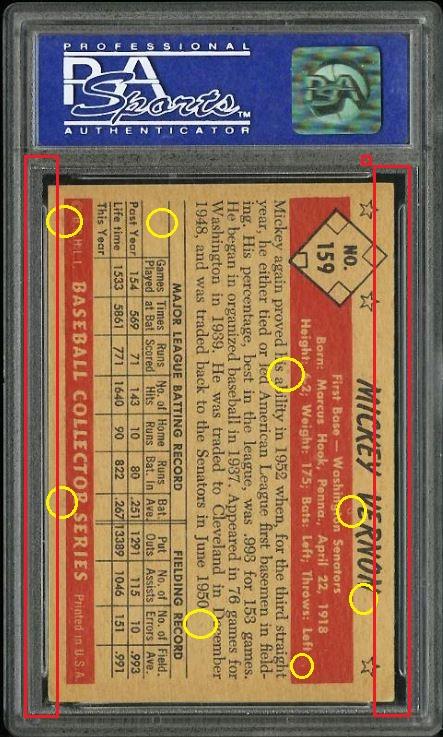 PROFESSIONAL
PSA
Sports™
AUTHENTICATOR
PSA
MICKEY VERNON
First Base — Washington Senators
Born: Marcus Hook, Penna., April 22, 1918
Height: 6-2; Weight: 175; Bats: Left; Throws: Left
NO.
159
Mickey again proved his ability in 1952 when, for the third straight
year, he either tied or led American League first basemen in field-
ing. His percentage, best in the league, was .993 for 153 games.
He began in organized baseball in 1937. Appeared in 76 games for
Washington in 1939. He was traded to Cleveland in December
1948, and was traded back to the Senators in June 1950.
MAJOR LEAGUE BATTING RECORD FIELDING RECORD
Games Times Runs No. of Home Runs Bat. Put No. of No. of Field.
Played at Bat Scored Hits Runs Bat. in Ave. Outs Assists Errors Ave.
Past Year 154 569 71 143 10 80 .251 1291 115 10 .993
Life time 1533 5861 771 1640 90 822 .267 13389 1046 151 .991
This Year
BASEBALL COLLECTOR SERIES Printed in U.S.A.